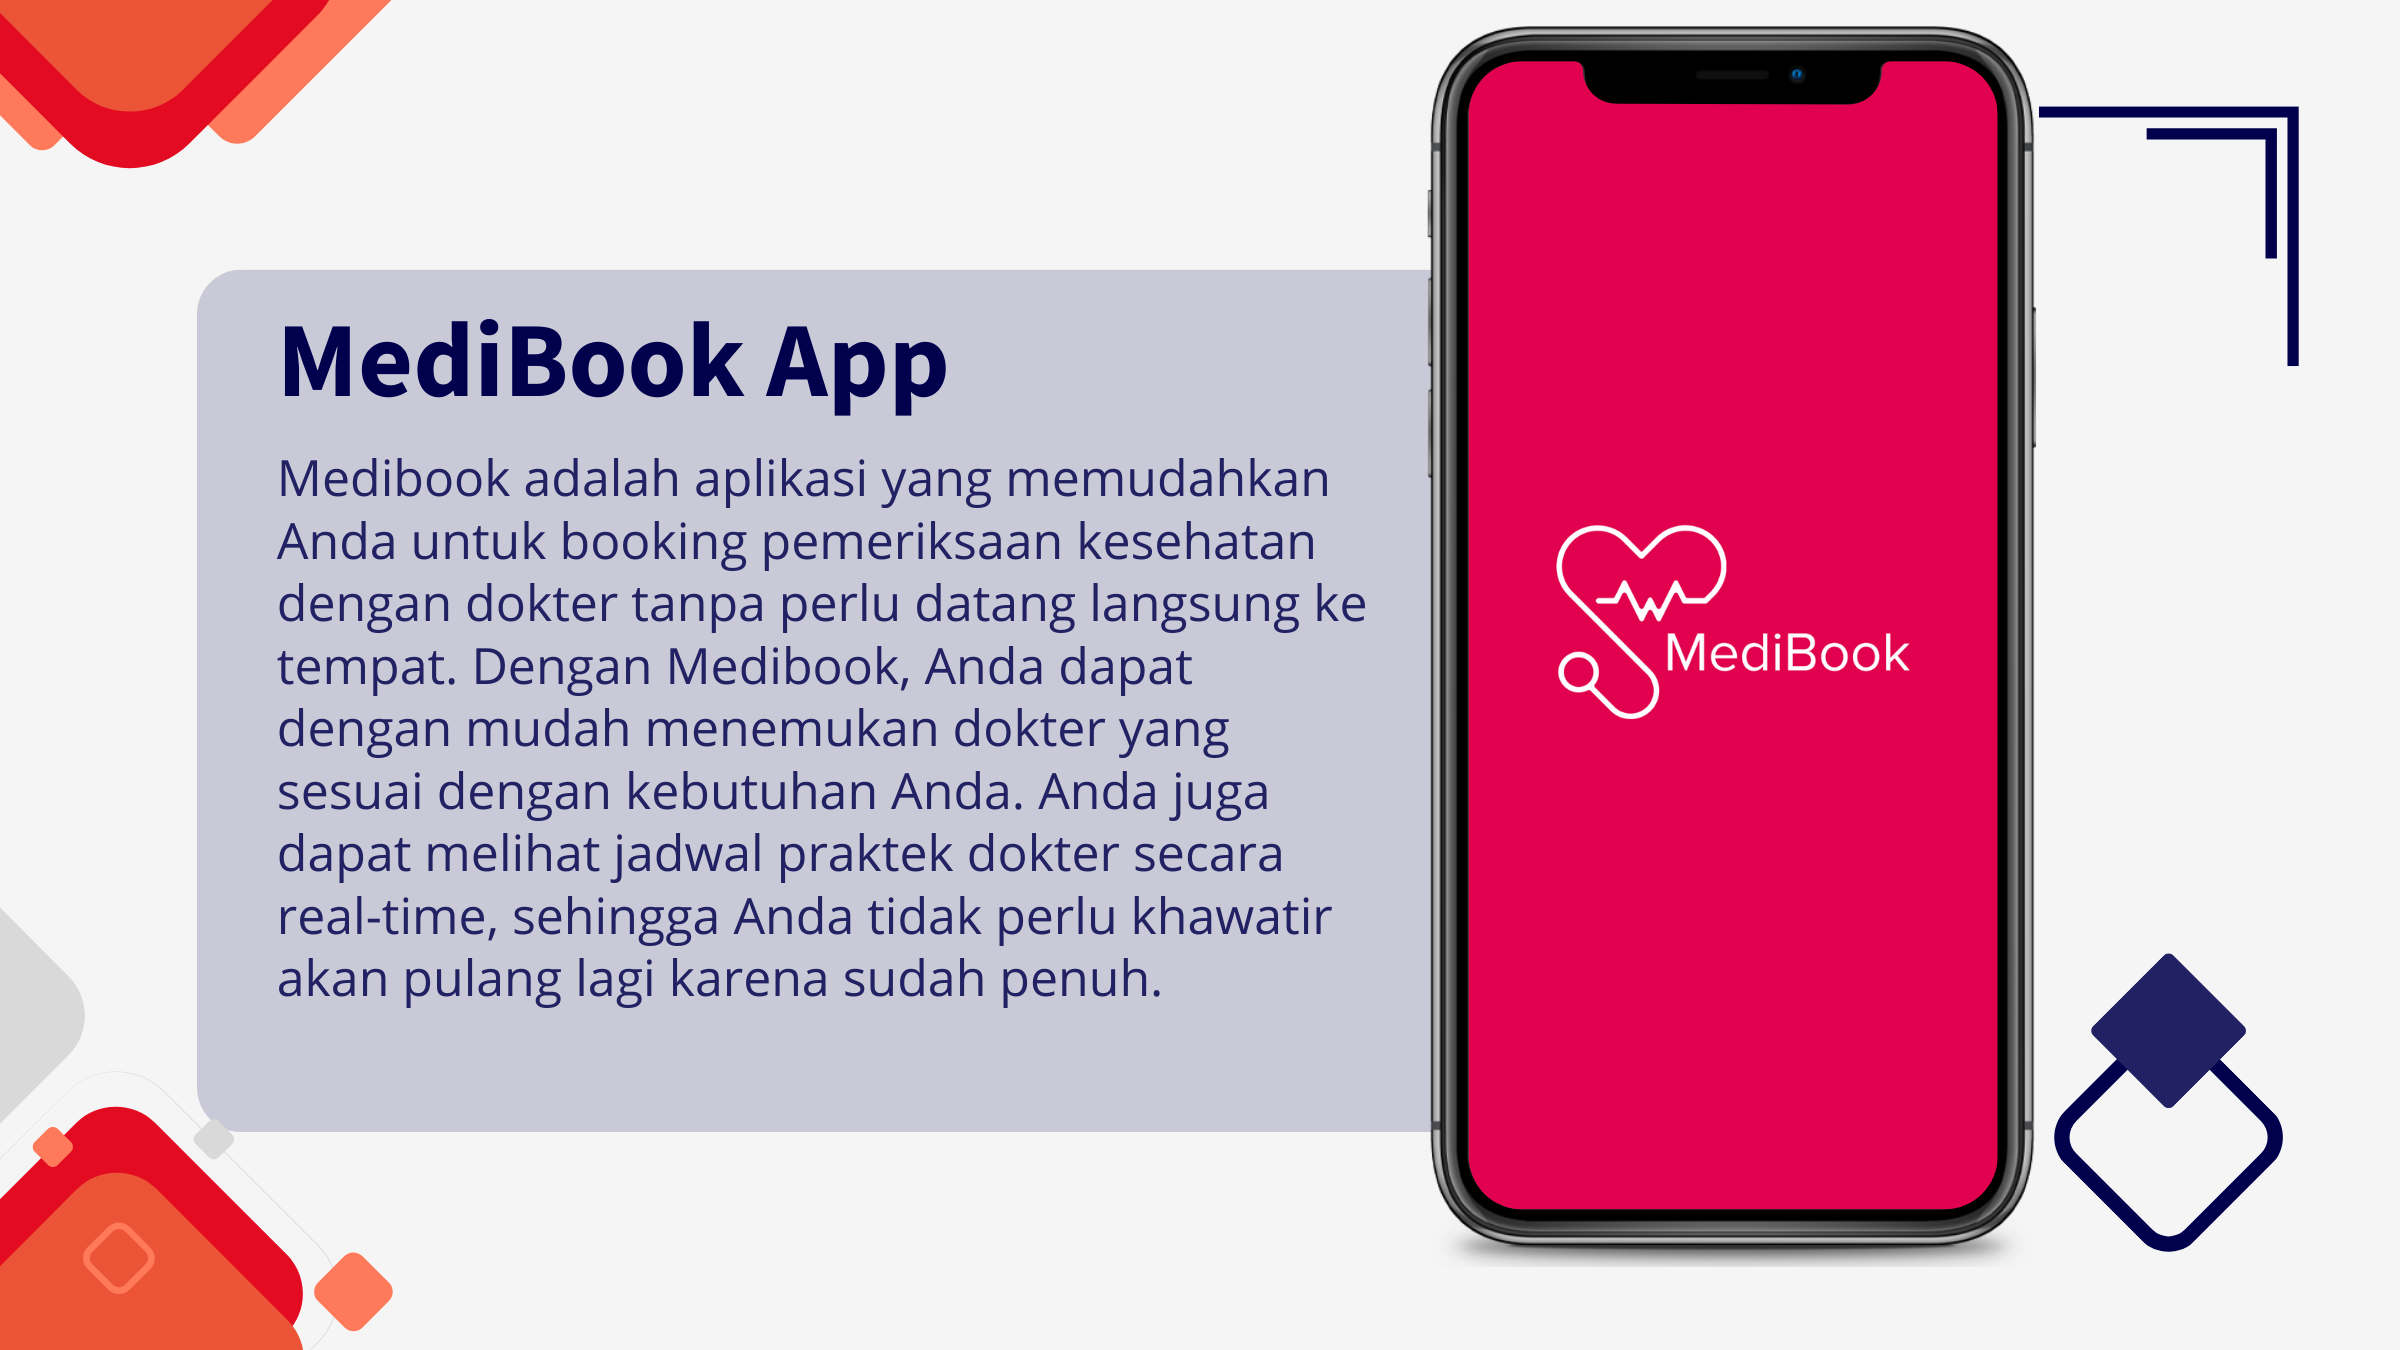 MediBook App
Medibook adalah aplikasi yang memudahkan
Anda untuk booking pemeriksaan kesehatan
dengan dokter tanpa perlu datang langsung ke
tempat. Dengan Medibook, Anda dapat
dengan mudah menemukan dokter yang
sesuai dengan kebutuhan Anda. Anda juga
dapat melihat jadwal praktek dokter secara
real-time, sehingga Anda tidak perlu khawatir
akan pulang lagi karena sudah penuh.
MediBook